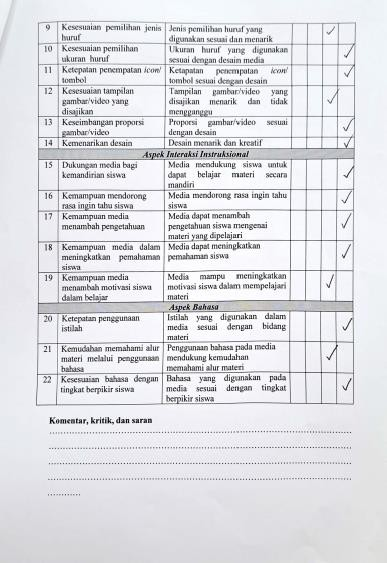 9 Kesesuaian pemilihan jenis Jenis pemilihan huruf yang
huruf digunakan sesuai dan menarik
10 Kesesuaian pemilihan Ukuran huruf yang digunakan
ukuran huruf sesuai dengan desain media
11 Ketepatan penempatan icon/ Ketapatan penempatan icon/
tombol tombol sesuai dengan desain
12 Kesesuaian tampilan Tampilan gambar/video yang
gambar/video yang disajikan menarik dan tidak
disajikan mengganggu
13 Keseimbangan proporsi Proporsi gambar/video sesuai
gambar/video dengan desain
14 Kemenarikan desain Desain menarik dan kreatif
Aspek Interaksi Instruksional
15 Dukungan media bagi Media mendukung siswa untuk
kemandirian siswa dapat belajar materi secara
mandiri
16 Kemampuan mendorong Media mendorong rasa ingin tahu
rasa ingin tahu siswa siswa
17 Kemampuan media Media dapat menambah
menambah pengetahuan pengetahuan siswa mengenai
materi yang dipelajari
18 Kemampuan media dalam Media dapat meningkatkan
meningkatkan pemahaman pemahaman siswa
siswa
19 Kemampuan media Media mampu meningkatkan
menambah motivasi siswa motivasi siswa dalam mempelajari
dalam belajar materi
Aspek Bahasa
20 Ketepatan penggunaan Istilah yang digunakan dalam
istilah media sesuai dengan bidang
materi
21 Kemudahan memahami alur Penggunaan bahasa pada media
materi melalui penggunaan mendukung kemudahan
bahasa memahami alur materi
22 Kesesuaian bahasa dengan Bahasa yang digunakan pada
tingkat berpikir siswa media sesuai dengan tingkat
berpikir siswa
Komentar, kritik, dan saran